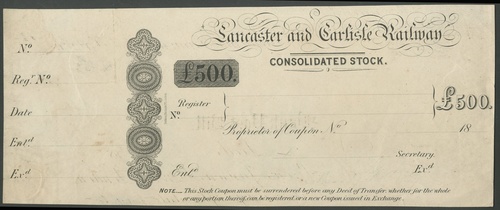 Lancaster and Carlisle Railway
CONSOLIDATED STOCK.
No.
£500.
Regr. No.
Register
No.
£500.
Date
Proprietor of Coupon No.
18
Entd.
Secretary.
Exd.
Entd.
Exd.
NOTE.__ This Stock Coupon must be surrendered before any Deed of Transfer whether for the whole
or any portion thereof, can be registered or a new Coupon issued in Exchange.